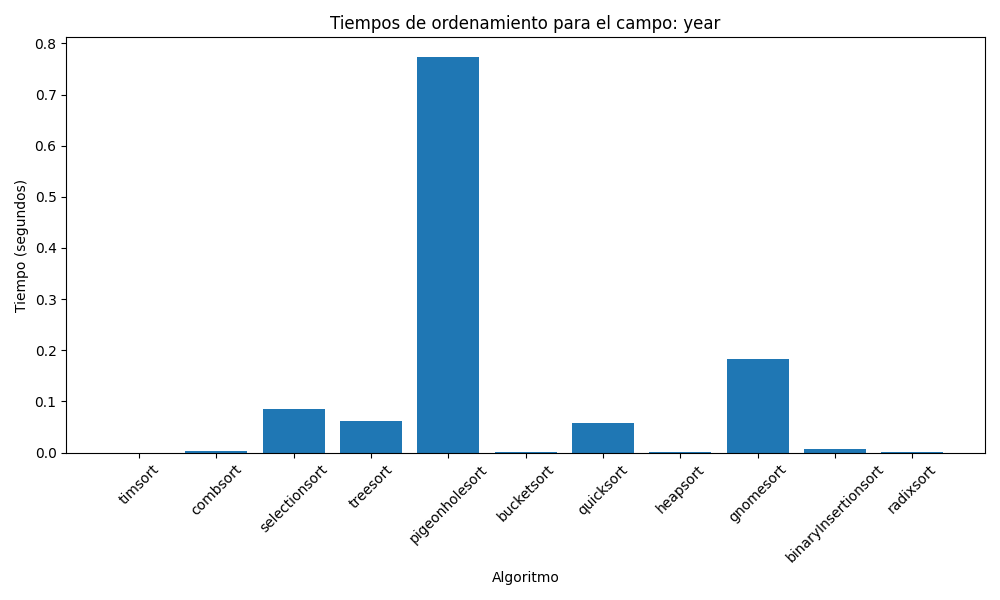 Tiempos de ordenamiento para el campo: year
Tiempo (segundos)
0.8
0.7
0.6
0.5
0.4
0.3
0.2
0.1
0.0
timsort
combsort
selectionsort
treesort
pigeonholesort
bucketsort
quicksort
heapsort
gnomesort
binaryInsertionsort
radixsort
Algoritmo